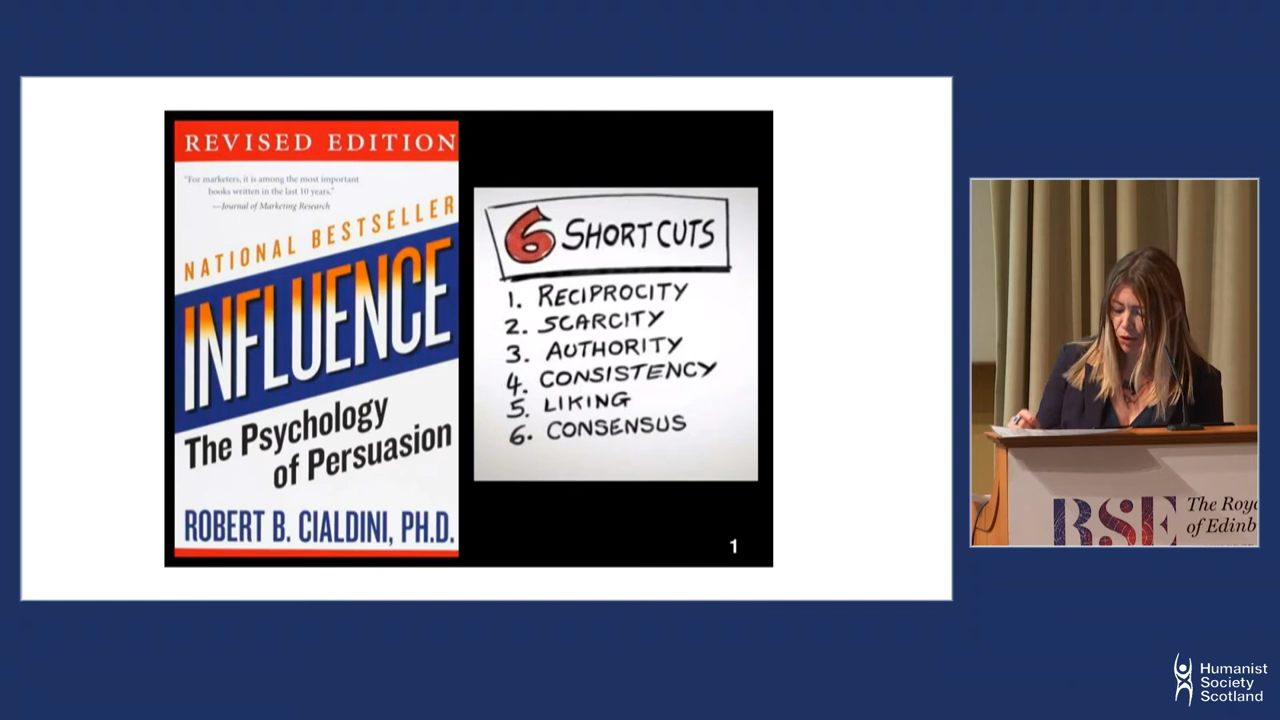 REVISED EDITION
"For marketers, it is among the most important
books written in the last 10 years."
—Journal of Marketing Research
NATIONAL BESTSELLER
INFLUENCE
The Psychology
of Persuasion
ROBERT B. CIALDINI, PH.D.
6 SHORTCUTS
1. RECIPROCITY
2. SCARCITY
3. AUTHORITY
4. CONSISTENCY
5. LIKING
6. CONSENSUS
1
RSE
The Roy
of Edinb
Humanist
Society
Scotland